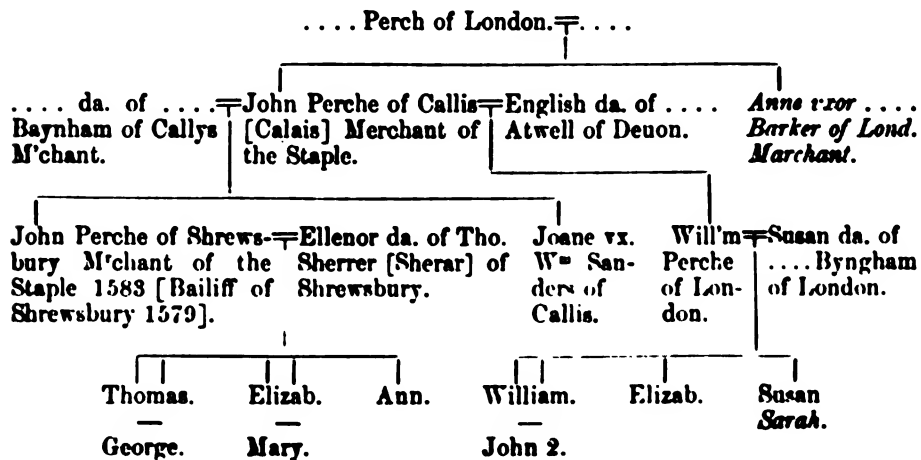 .... Perch of London.=....
.... da. of ....=John Perche of Callis=English da. of .... Anne vxor ....
Baynham of Callys [Calais] Merchant of Atwell of Deuon. Barker of Lond.
M'chant. the Staple. Marchant.
John Perche of Shrews-=Ellenor da. of Tho. Joane vx. Will'm=Susan da. of
bury M'chant of the Sherrer [Sherar] of Wm San- Perche ....Byngham
Staple 1583 [Bailiff of Shrewsbury. ders of of Lon- of London.
Shrewsbury 1579]. Callis. don.
Thomas. Elizab. Ann. William. Elizab. Susan
George. Mary. John 2. Sarah.